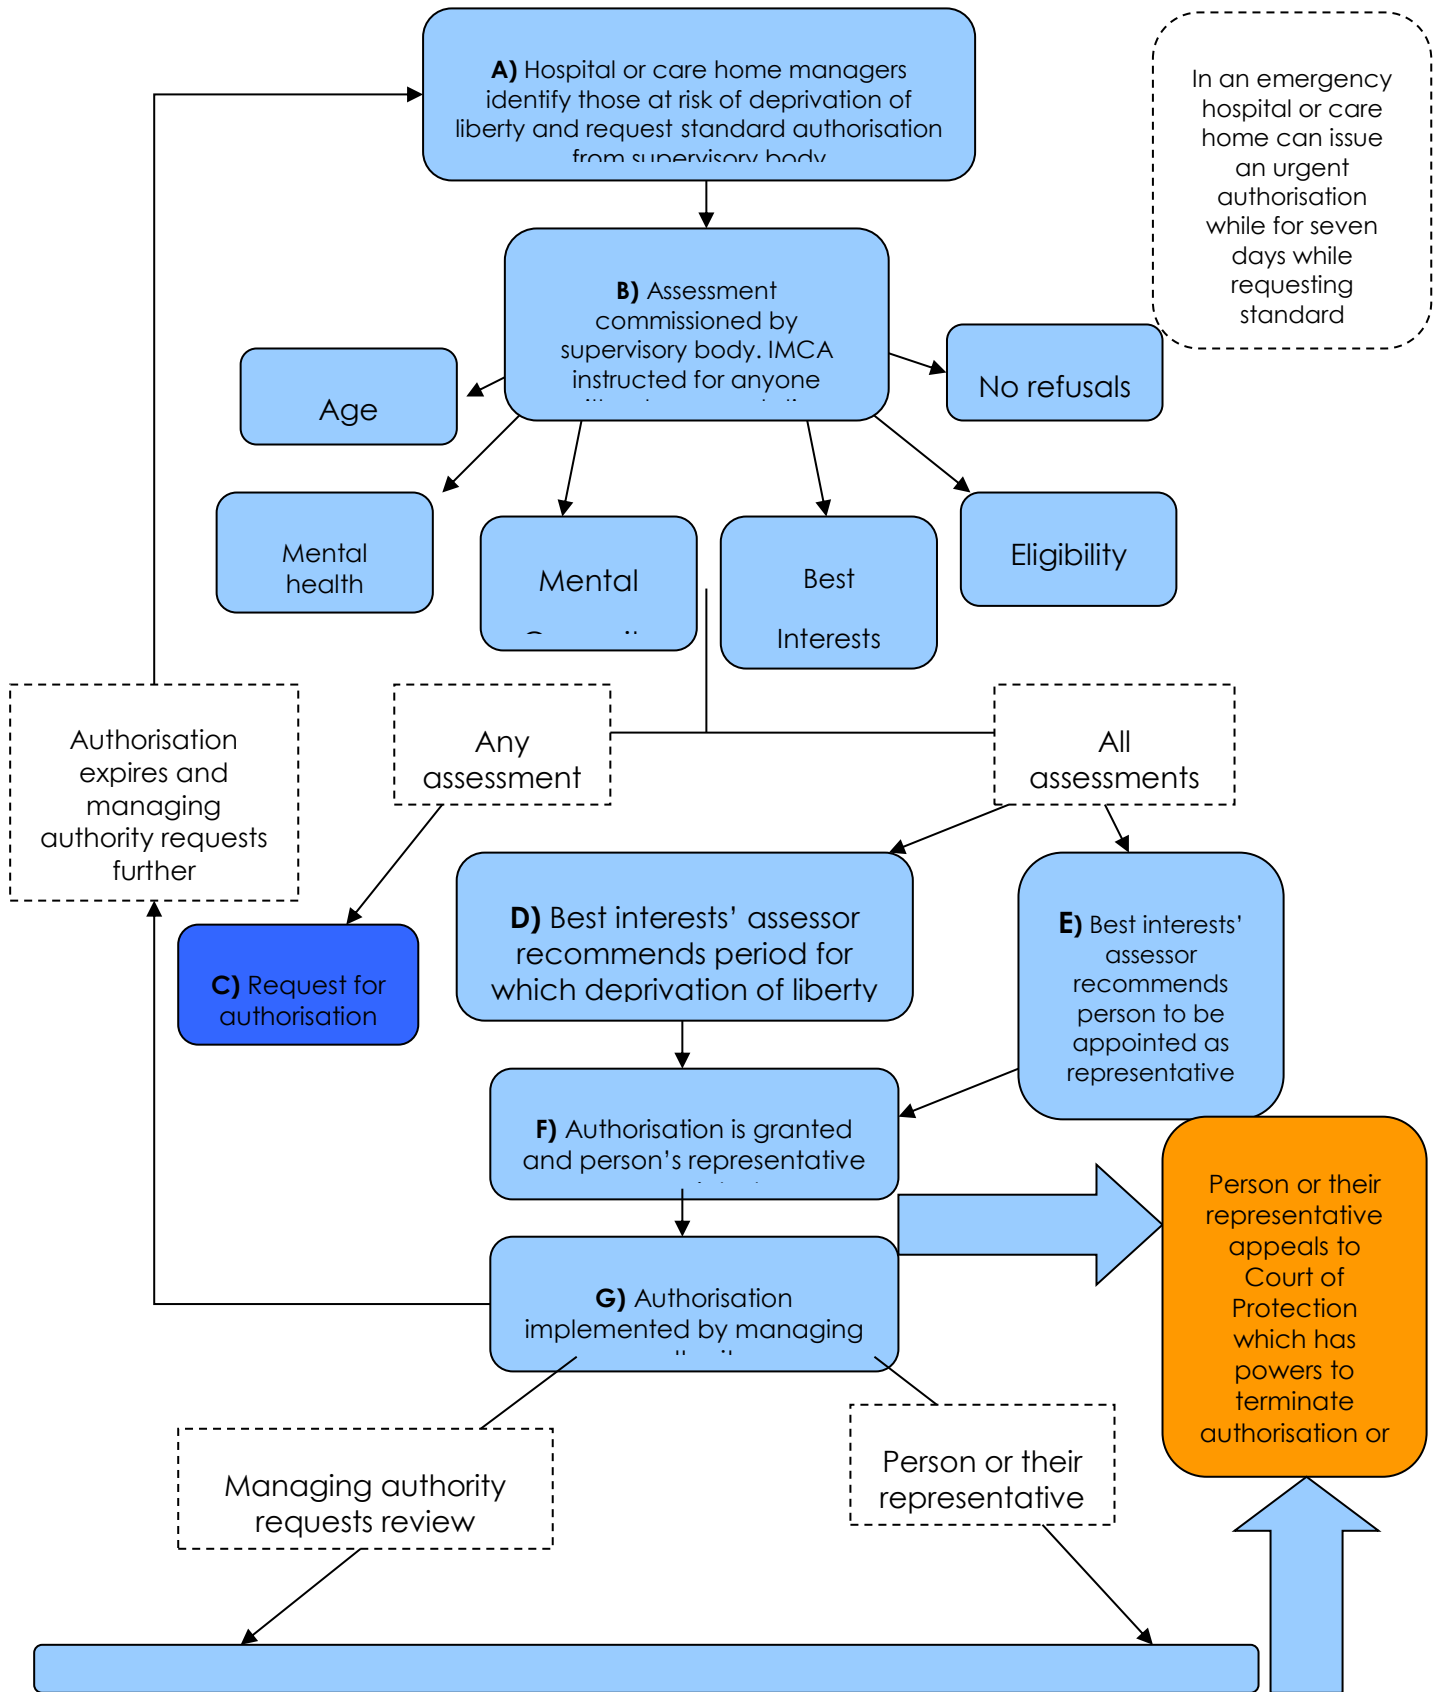 A) Hospital or care home managers
identify those at risk of deprivation of
liberty and request standard authorisation
from supervisory body
In an emergency
hospital or care
home can issue
an urgent
authorisation
while for seven
days while
requesting
standard
B) Assessment
commissioned by
supervisory body. IMCA
instructed for anyone
No refusals
Age
Mental
health
Mental
Best
Interests
Eligibility
Authorisation
expires and
managing
authority requests
further
Any
assessment
All
assessments
C) Request for
authorisation
D) Best interests’ assessor
recommends period for
which deprivation of liberty
E) Best interests’
assessor
recommends
person to be
appointed as
representative
F) Authorisation is granted
and person’s representative
G) Authorisation
implemented by managing
Person or their
representative
appeals to
Court of
Protection
which has
powers to
terminate
authorisation or
Managing authority
requests review
Person or their
representative